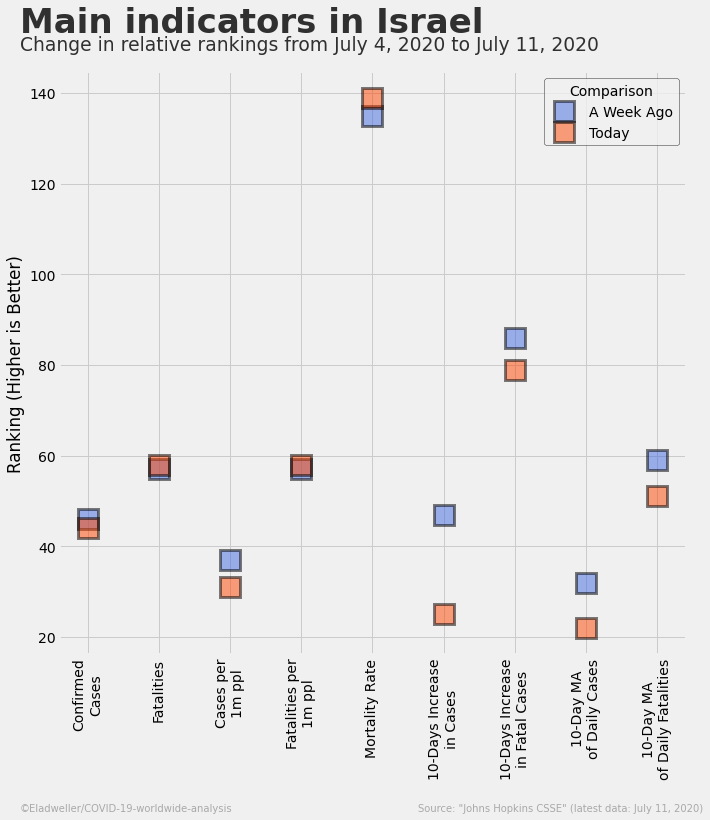 Main indicators in Israel
Change in relative rankings from July 4, 2020 to July 11, 2020
Comparison
A Week Ago
Today
Ranking (Higher is Better)
140
120
100
80
60
40
20
Confirmed
Cases
Fatalities
Cases per
1m ppl
Fatalities per
1m ppl
Mortality Rate
10-Days Increase
in Cases
10-Days Increase
in Fatal Cases
10-Day MA
of Daily Cases
10-Day MA
of Daily Fatalities
©Eladweller/COVID-19-worldwide-analysis
Source: "Johns Hopkins CSSE" (latest data: July 11, 2020)